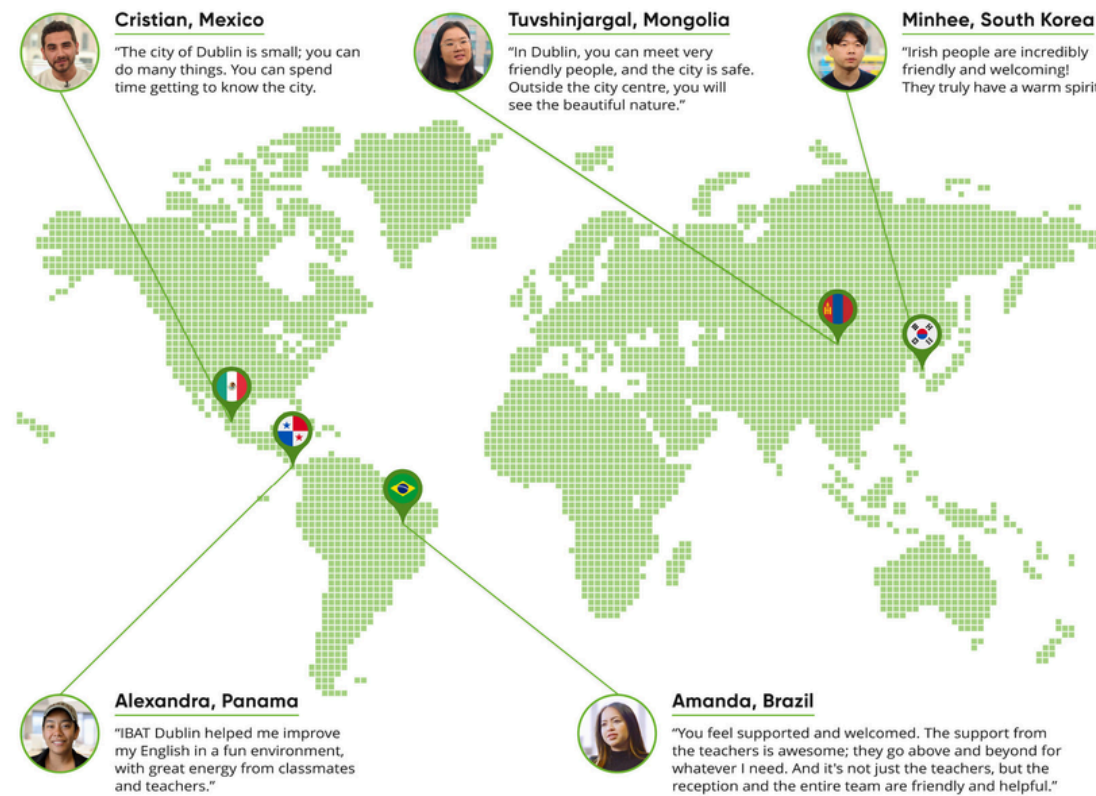 Cristian, Mexico
“The city of Dublin is small; you can
do many things. You can spend
time getting to know the city.
Tuvshinjargal, Mongolia
“In Dublin, you can meet very
friendly people, and the city is safe.
Outside the city centre, you will
see the beautiful nature.”
Minhee, South Korea
“Irish people are incredibly
friendly and welcoming!
They truly have a warm spirit
Alexandra, Panama
“IBAT Dublin helped me improve
my English in a fun environment,
with great energy from classmates
and teachers.”
Amanda, Brazil
“You feel supported and welcomed. The support from
the teachers is awesome; they go above and beyond for
whatever I need. And it's not just the teachers, but the
reception and the entire team are friendly and helpful.”